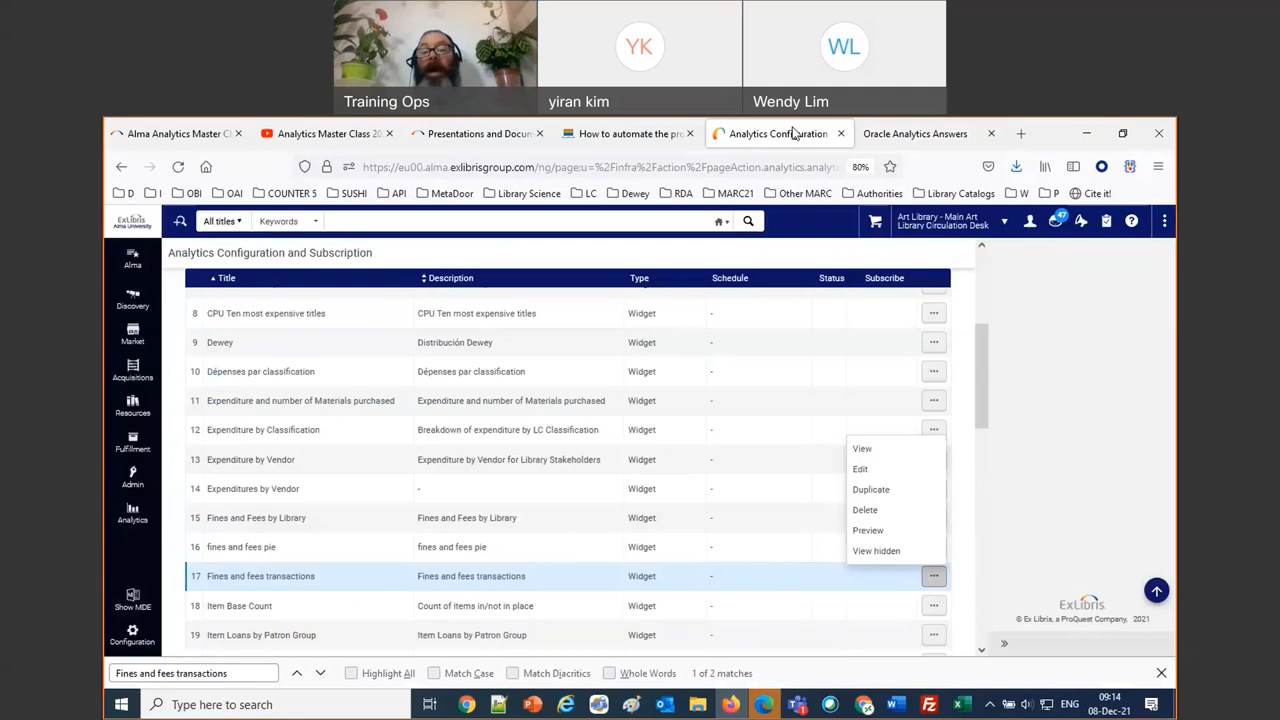 YK
WL
Training Ops
yiran kim
Wendy Lim
Alma Analytics Master Cl
Analytics Master Class 20
Presentations and Docun
How to automate the pro
Analytics Configuration
Oracle Analytics Answers
https://eu00.alma.exlibrisgroup.com/ng/page;u=%2Finfra%2Faction%2FpageAction.analytics.analyt
80%
D
I
OBI
OAI
COUNTER 5
SUSHI
API
MetaDoor
Library Science
LC
Dewey
RDA
MARC21
Other MARC
Authorities
Library Catalogs
W
P
Cite it!
ExLibris
Alma University
All titles
Keywords
Art Library - Main Art
Library Circulation Desk
47
Alma
Discovery
Market
Acquisitions
Resources
Fulfillment
Admin
Analytics
Show MDE
Configuration
Analytics Configuration and Subscription
Title Description Type Schedule Status Subscribe
8 CPU Ten most expensive titles CPU Ten most expensive titles Widget -
9 Dewey Distribución Dewey Widget -
10 Dépenses par classification Dépenses par classification Widget -
11 Expenditure and number of Materials purchased Expenditure and number of Materials purchased Widget -
12 Expenditure by Classification Breakdown of expenditure by LC Classification Widget -
13 Expenditure by Vendor Expenditure by Vendor for Library Stakeholders Widget -
14 Expenditures by Vendor - Widget -
15 Fines and Fees by Library Fines and Fees by Library Widget -
16 fines and fees pie fines and fees pie Widget -
17 Fines and fees transactions Fines and fees transactions Widget -
18 Item Base Count Count of items in/not in place Widget -
19 Item Loans by Patron Group Item Loans by Patron Group Widget -
View
Edit
Duplicate
Delete
Preview
View hidden
ExLibris
© Ex Libris, a ProQuest Company, 2021
Fines and fees transactions
Highlight All
Match Case
Match Diacritics
Whole Words
1 of 2 matches
Type here to search
ENG
09:14
08-Dec-21